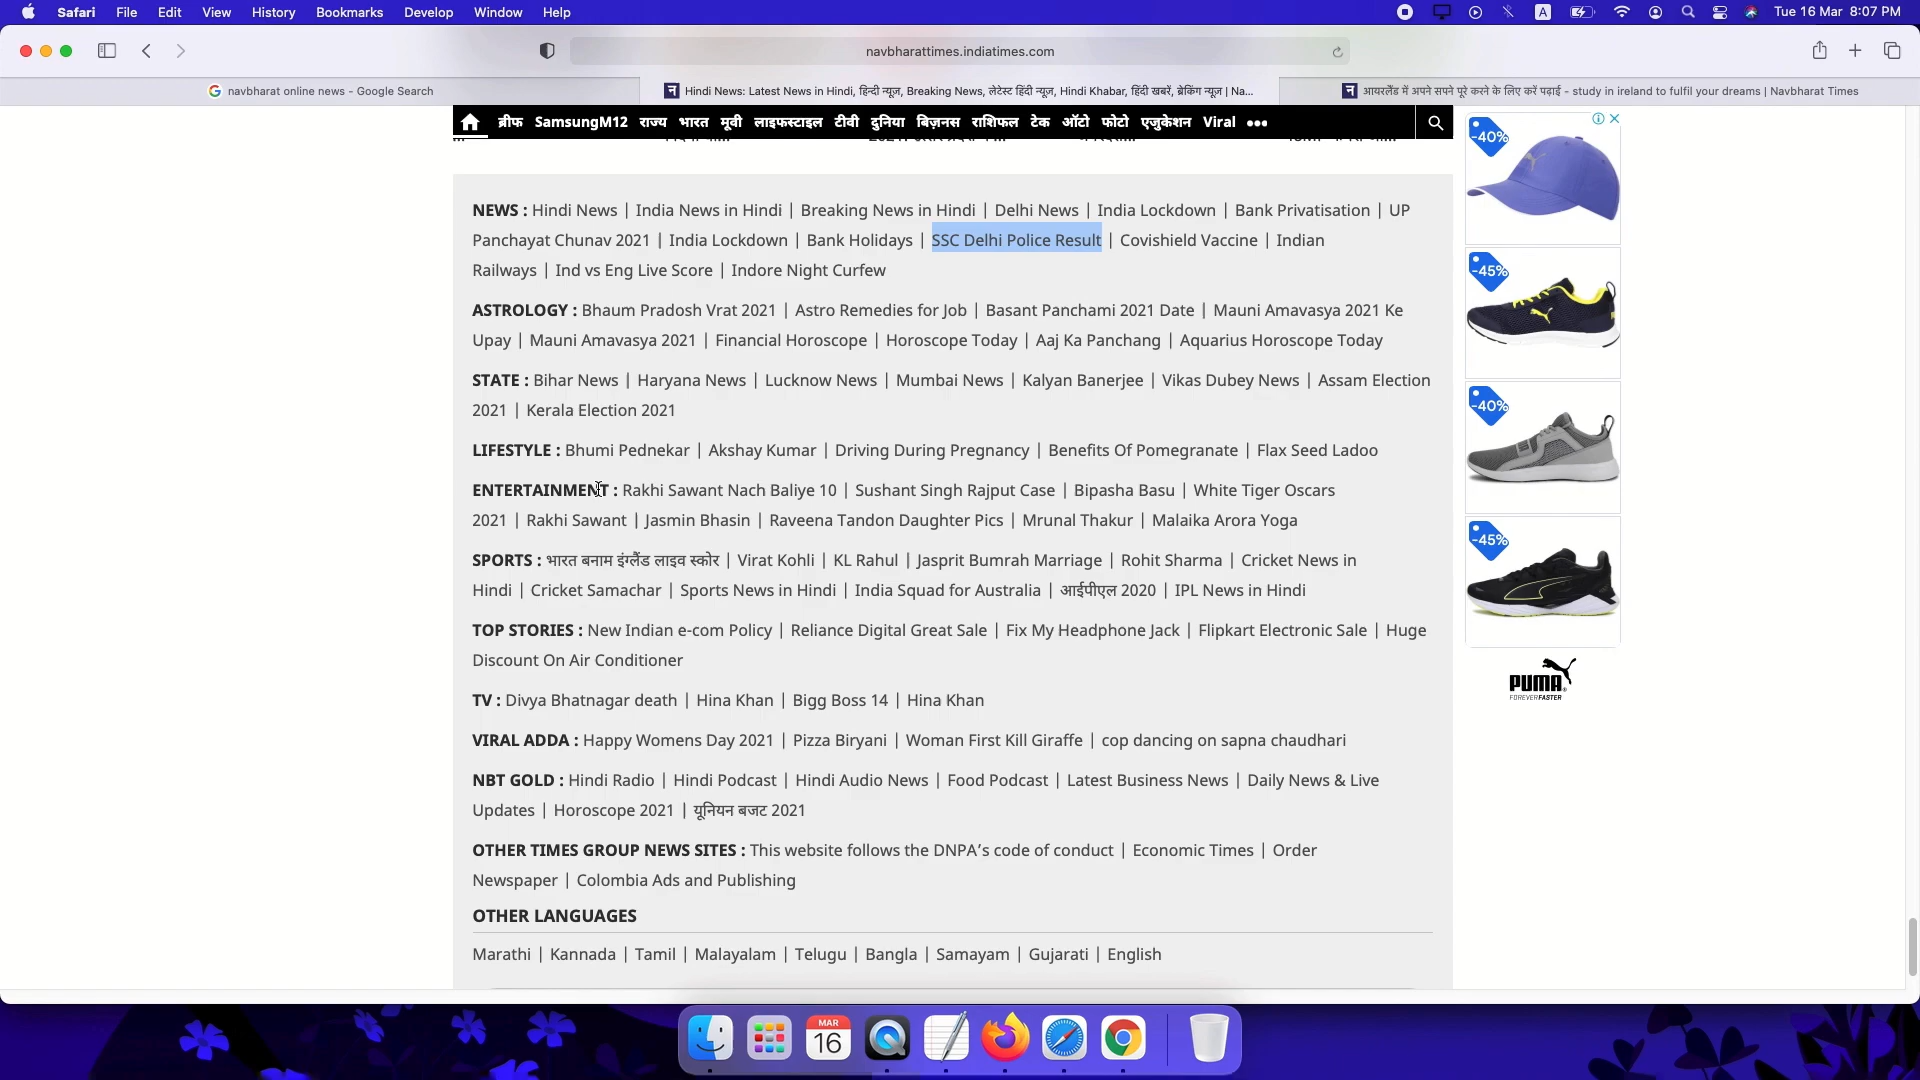 Safari File Edit View History Bookmarks Develop Window Help
A
Tue 16 Mar 8:07 PM
navbharattimes.indiatimes.com
navbharat online news - Google Search
Hindi News: Latest News in Hindi, हिन्दी न्यूज़, Breaking News, लेटेस्ट हिंदी न्यूज़, Hindi Khabar, हिंदी खबरें, ब्रेकिंग न्यूज़ | Na...
आयरलैंड में अपने सपने पूरे करने के लिए करें पढ़ाई - study in ireland to fulfil your dreams | Navbharat Times
ब्रीफ SamsungM12 राज्य भारत मूवी लाइफस्टाइल टीवी दुनिया बिज़नस राशिफल टेक ऑटो फोटो एजुकेशन Viral •••
NEWS : Hindi News | India News in Hindi | Breaking News in Hindi | Delhi News | India Lockdown | Bank Privatisation | UP
Panchayat Chunav 2021 | India Lockdown | Bank Holidays | SSC Delhi Police Result | Covishield Vaccine | Indian
Railways | Ind vs Eng Live Score | Indore Night Curfew
ASTROLOGY : Bhaum Pradosh Vrat 2021 | Astro Remedies for Job | Basant Panchami 2021 Date | Mauni Amavasya 2021 Ke
Upay | Mauni Amavasya 2021 | Financial Horoscope | Horoscope Today | Aaj Ka Panchang | Aquarius Horoscope Today
STATE : Bihar News | Haryana News | Lucknow News | Mumbai News | Kalyan Banerjee | Vikas Dubey News | Assam Election
2021 | Kerala Election 2021
LIFESTYLE : Bhumi Pednekar | Akshay Kumar | Driving During Pregnancy | Benefits Of Pomegranate | Flax Seed Ladoo
ENTERTAINMENT : Rakhi Sawant Nach Baliye 10 | Sushant Singh Rajput Case | Bipasha Basu | White Tiger Oscars
2021 | Rakhi Sawant | Jasmin Bhasin | Raveena Tandon Daughter Pics | Mrunal Thakur | Malaika Arora Yoga
SPORTS : भारत बनाम इंग्लैंड लाइव स्कोर | Virat Kohli | KL Rahul | Jasprit Bumrah Marriage | Rohit Sharma | Cricket News in
Hindi | Cricket Samachar | Sports News in Hindi | India Squad for Australia | आईपीएल 2020 | IPL News in Hindi
TOP STORIES : New Indian e-com Policy | Reliance Digital Great Sale | Fix My Headphone Jack | Flipkart Electronic Sale | Huge
Discount On Air Conditioner
TV : Divya Bhatnagar death | Hina Khan | Bigg Boss 14 | Hina Khan
VIRAL ADDA : Happy Womens Day 2021 | Pizza Biryani | Woman First Kill Giraffe | cop dancing on sapna chaudhari
NBT GOLD : Hindi Radio | Hindi Podcast | Hindi Audio News | Food Podcast | Latest Business News | Daily News & Live
Updates | Horoscope 2021 | यूनियन बजट 2021
OTHER TIMES GROUP NEWS SITES : This website follows the DNPA's code of conduct | Economic Times | Order
Newspaper | Colombia Ads and Publishing
OTHER LANGUAGES
Marathi | Kannada | Tamil | Malayalam | Telugu | Bangla | Samayam | Gujarati | English
-40%
-45%
-40%
-45%
PUMA
FOREVER FASTER
MAR
16